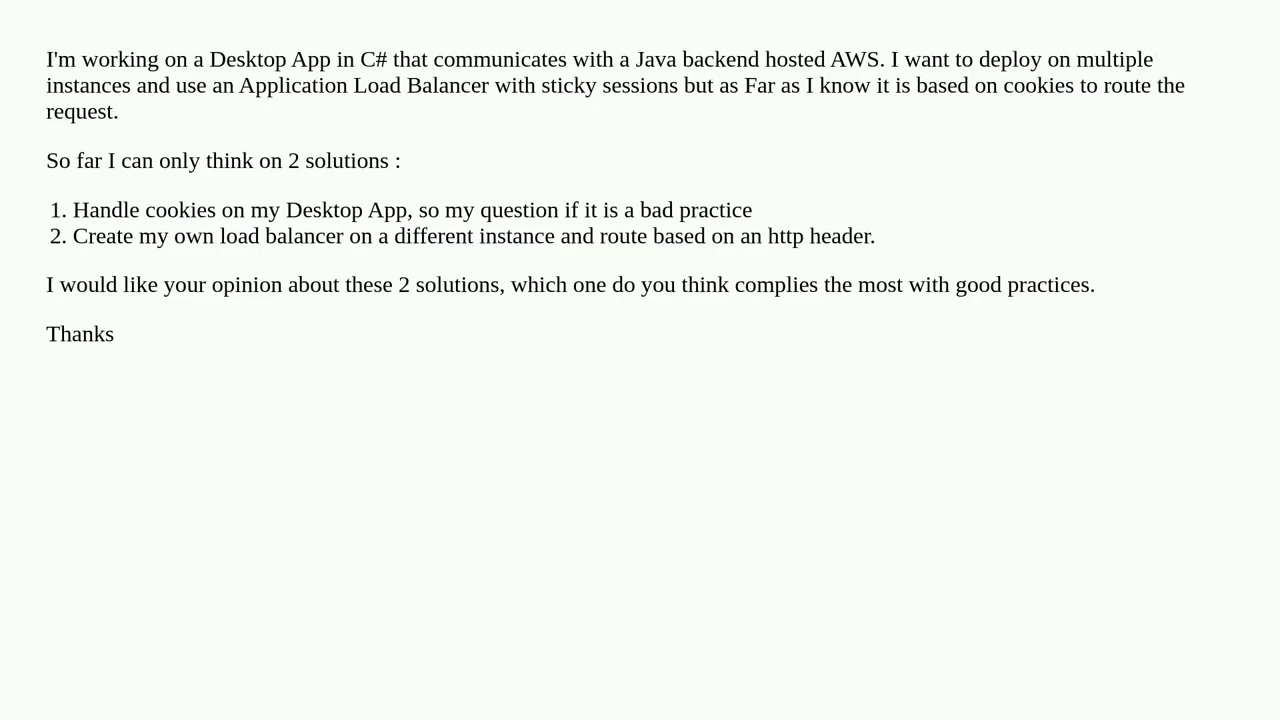 I'm working on a Desktop App in C# that communicates with a Java backend hosted AWS. I want to deploy on multiple
instances and use an Application Load Balancer with sticky sessions but as Far as I know it is based on cookies to route the
request.
So far I can only think on 2 solutions :
1. Handle cookies on my Desktop App, so my question if it is a bad practice
2. Create my own load balancer on a different instance and route based on an http header.
I would like your opinion about these 2 solutions, which one do you think complies the most with good practices.
Thanks